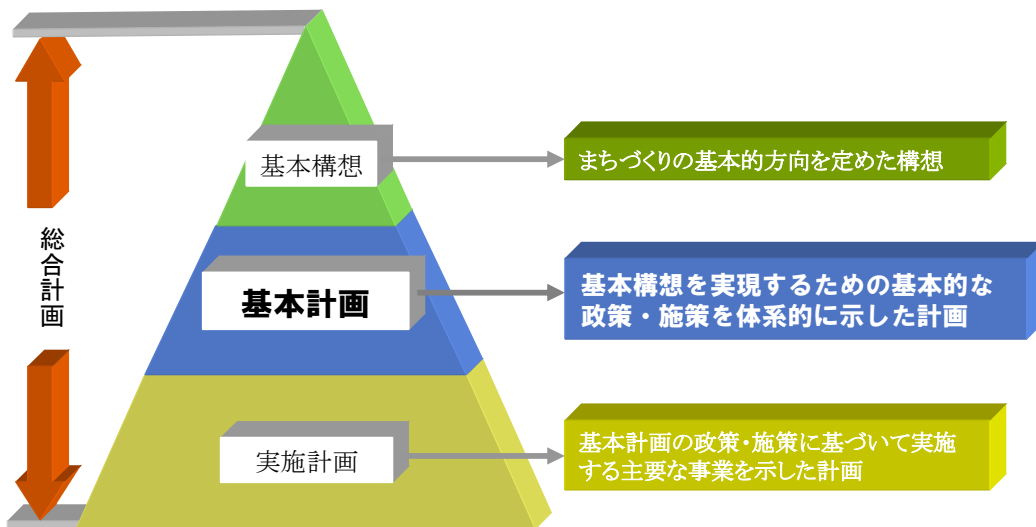 総合計画
基本構想
まちづくりの基本的方向を定めた構想
基本計画
基本構想を実現するための基本的な
政策・施策を体系的に示した計画
実施計画
基本計画の政策・施策に基づいて実施
する主要な事業を示した計画